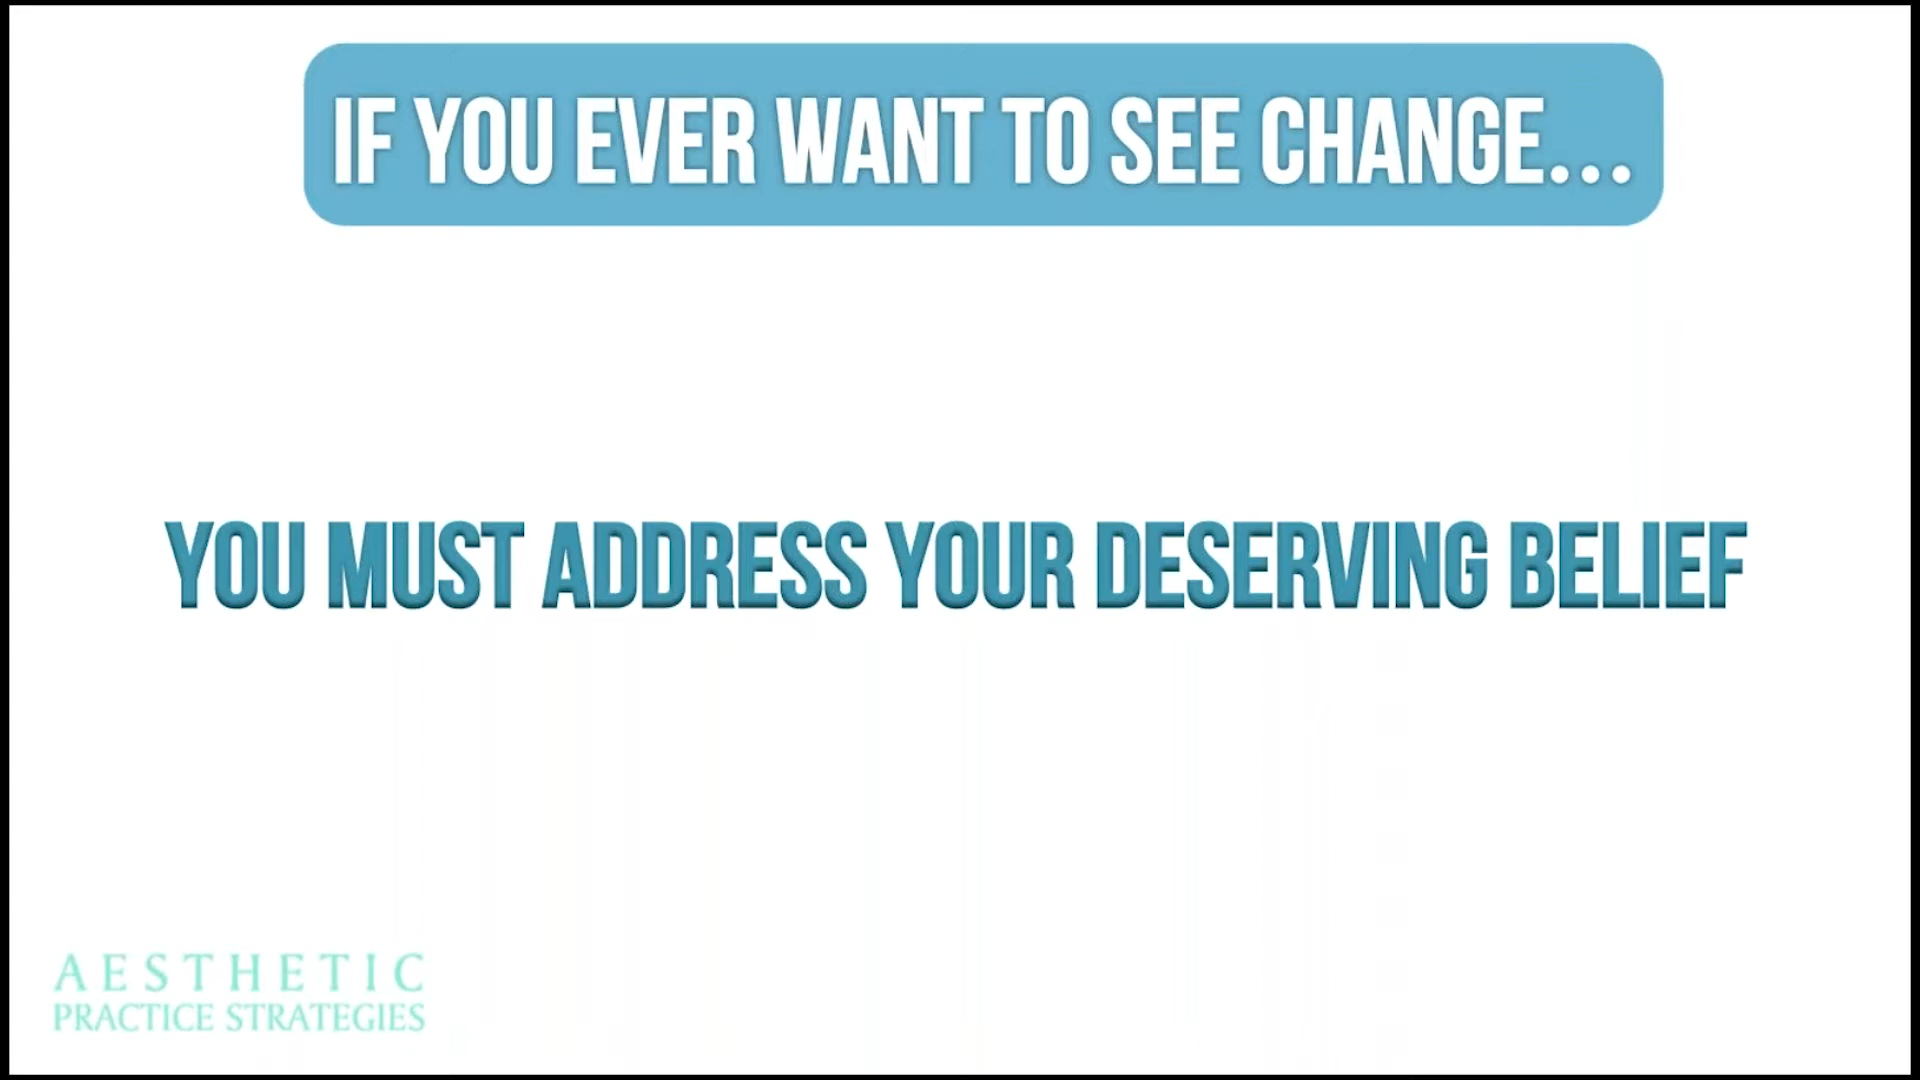 IF YOU EVER WANT TO SEE CHANGE...
YOU MUST ADDRESS YOUR DESERVING BELIEF
AESTHETIC
PRACTICE STRATEGIES